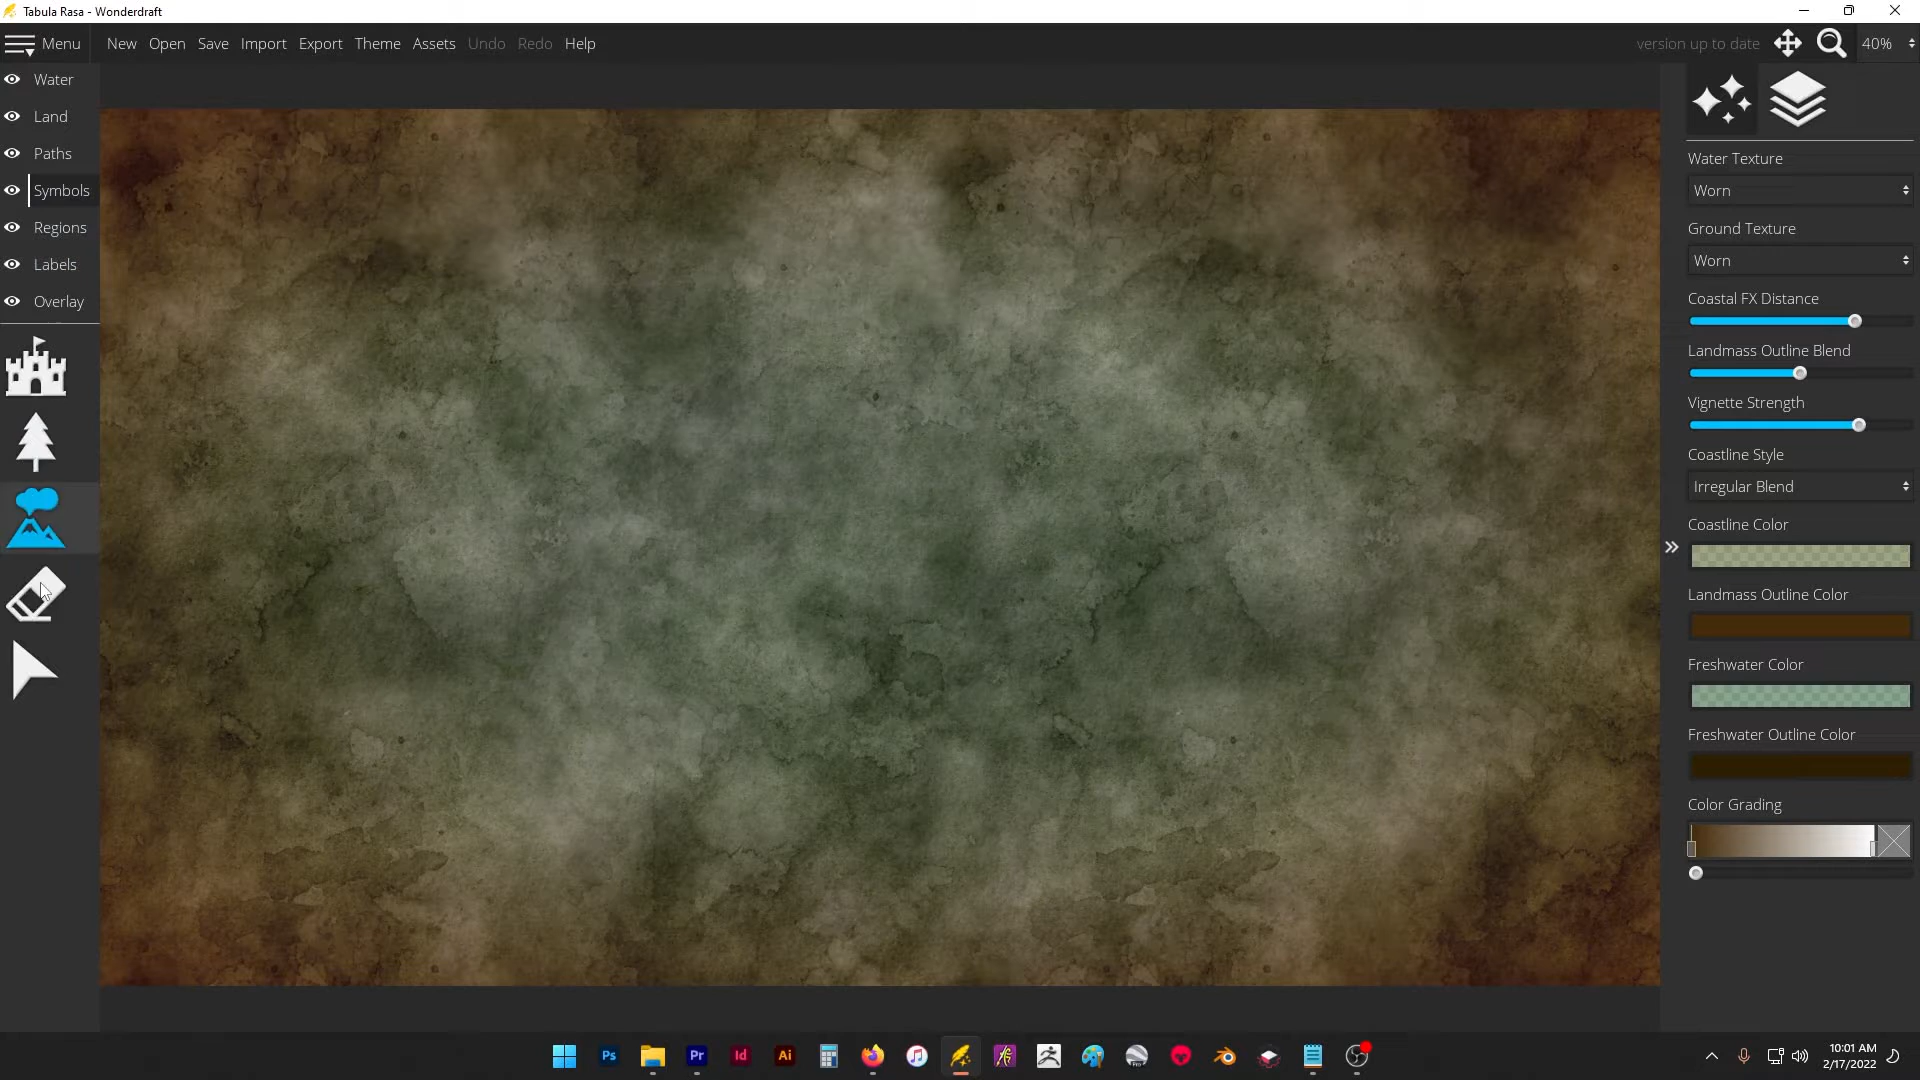 Tabula Rasa - Wonderdraft
Menu New Open Save Import Export Theme Assets Undo Redo Help version up to date 40%
Water
Land
Paths
Symbols
Regions
Labels
Overlay
Water Texture
Worn
Ground Texture
Worn
Coastal FX Distance
Landmass Outline Blend
Vignette Strength
Coastline Style
Irregular Blend
Coastline Color
Landmass Outline Color
Freshwater Color
Freshwater Outline Color
Color Grading
Ps Pr Id Ai
10:01 AM
2/17/2022